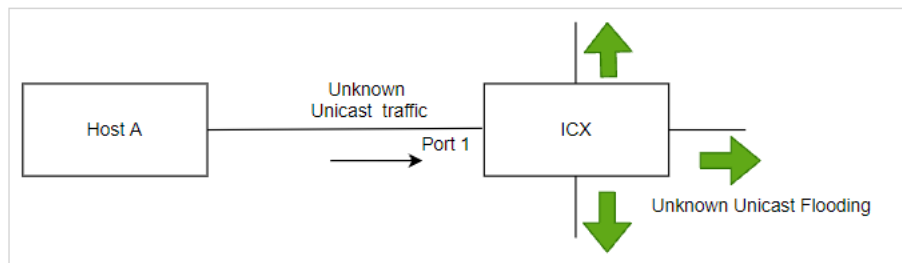 Unknown
Unicast traffic
Host A
Port 1
ICX
Unknown Unicast Flooding